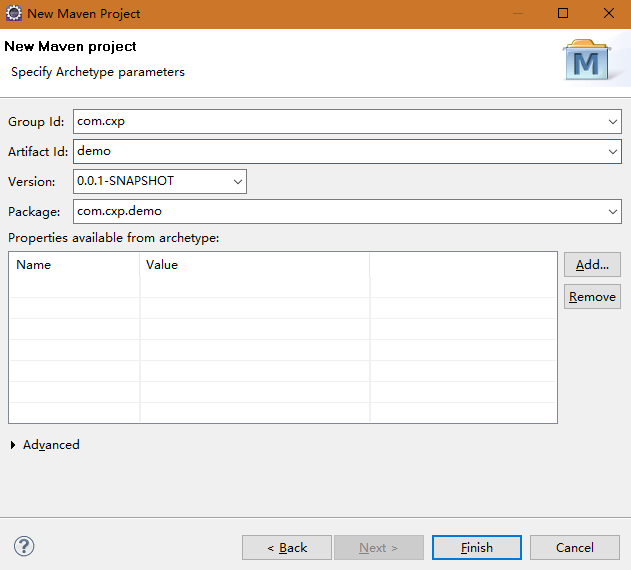 New Maven Project
New Maven project
Specify Archetype parameters
M
Group Id: com.cxp
Artifact Id: demo
Version: 0.0.1-SNAPSHOT
Package: com.cxp.demo
Properties available from archetype:
Name Value
Add...
Remove
Advanced
? < Back Next > Finish Cancel